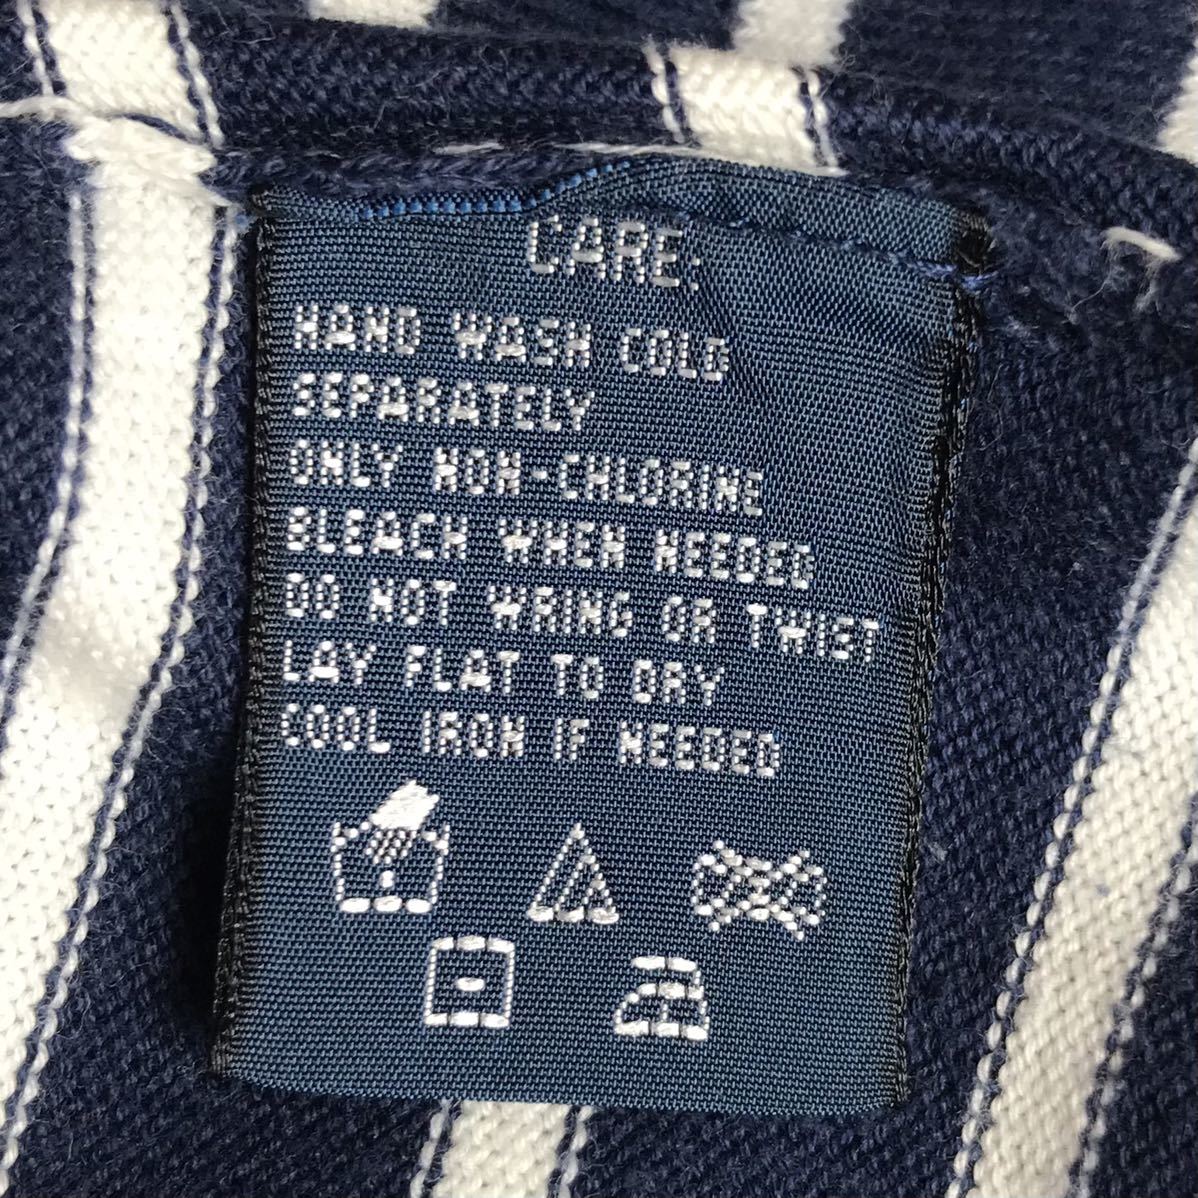 CARE:
HAND WASH COLD
SEPARATELY
ONLY NON-CHLORINE
BLEACH WHEN NEEDED
DO NOT WRING OR TWIST
LAY FLAT TO DRY
COOL IRON IF NEEDED